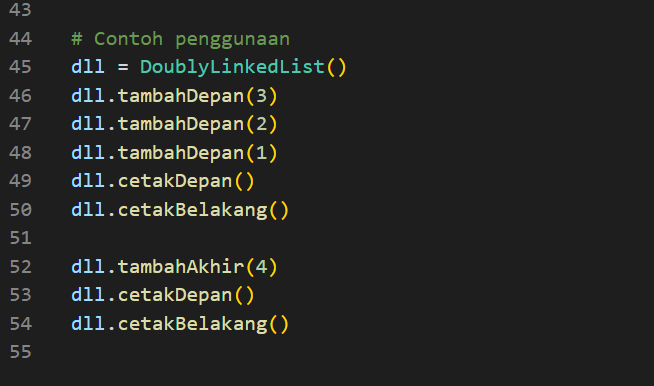 43
44 # Contoh penggunaan
45 dll = DoublyLinkedList()
46 dll.tambahDepan(3)
47 dll.tambahDepan(2)
48 dll.tambahDepan(1)
49 dll.cetakDepan()
50 dll.cetakBelakang()
51
52 dll.tambahAkhir(4)
53 dll.cetakDepan()
54 dll.cetakBelakang()
55